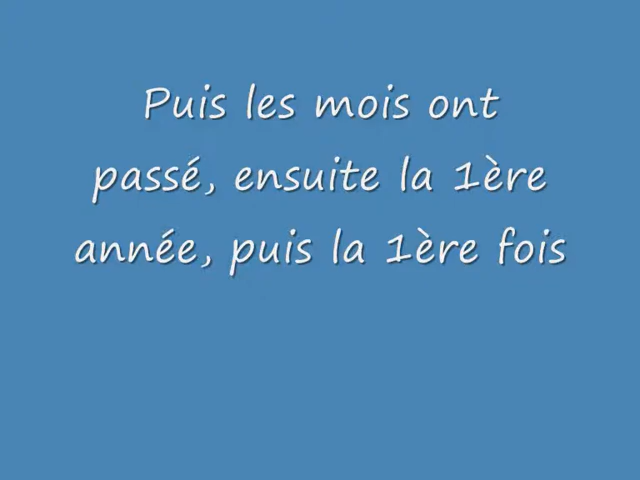 Puis les mois ont
passé, ensuite la 1ère
année, puis la 1ère fois